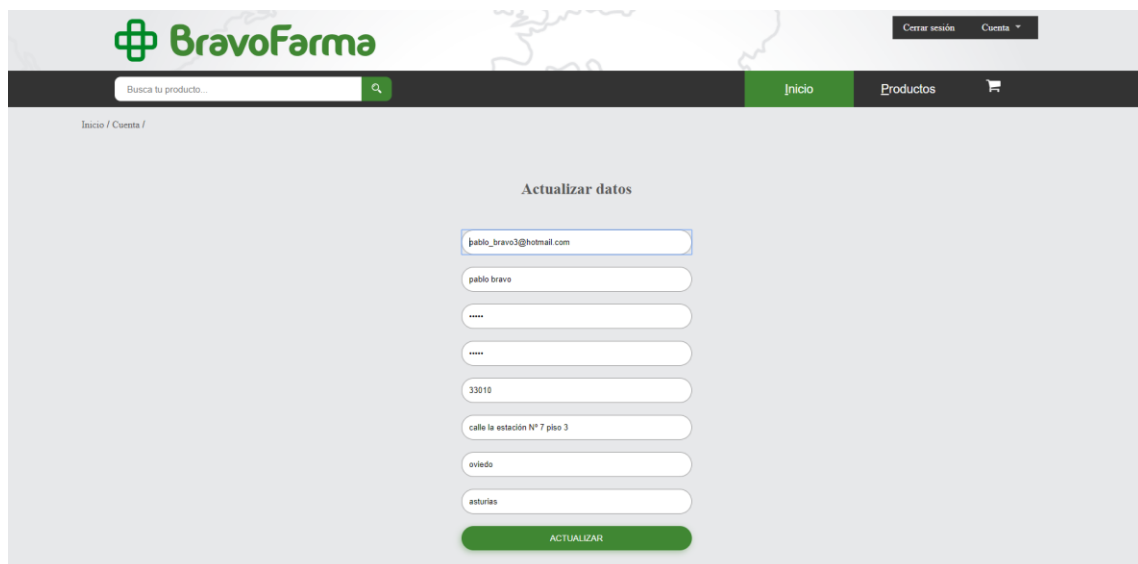 BravoFarma
Cerrar sesión Cuenta
Busca tu producto...
Inicio Productos
Inicio / Cuenta /
Actualizar datos
pablo_bravo3@hotmail.com
pablo bravo
•••••
•••••
33010
calle la estación Nº 7 piso 3
oviedo
asturias
ACTUALIZAR